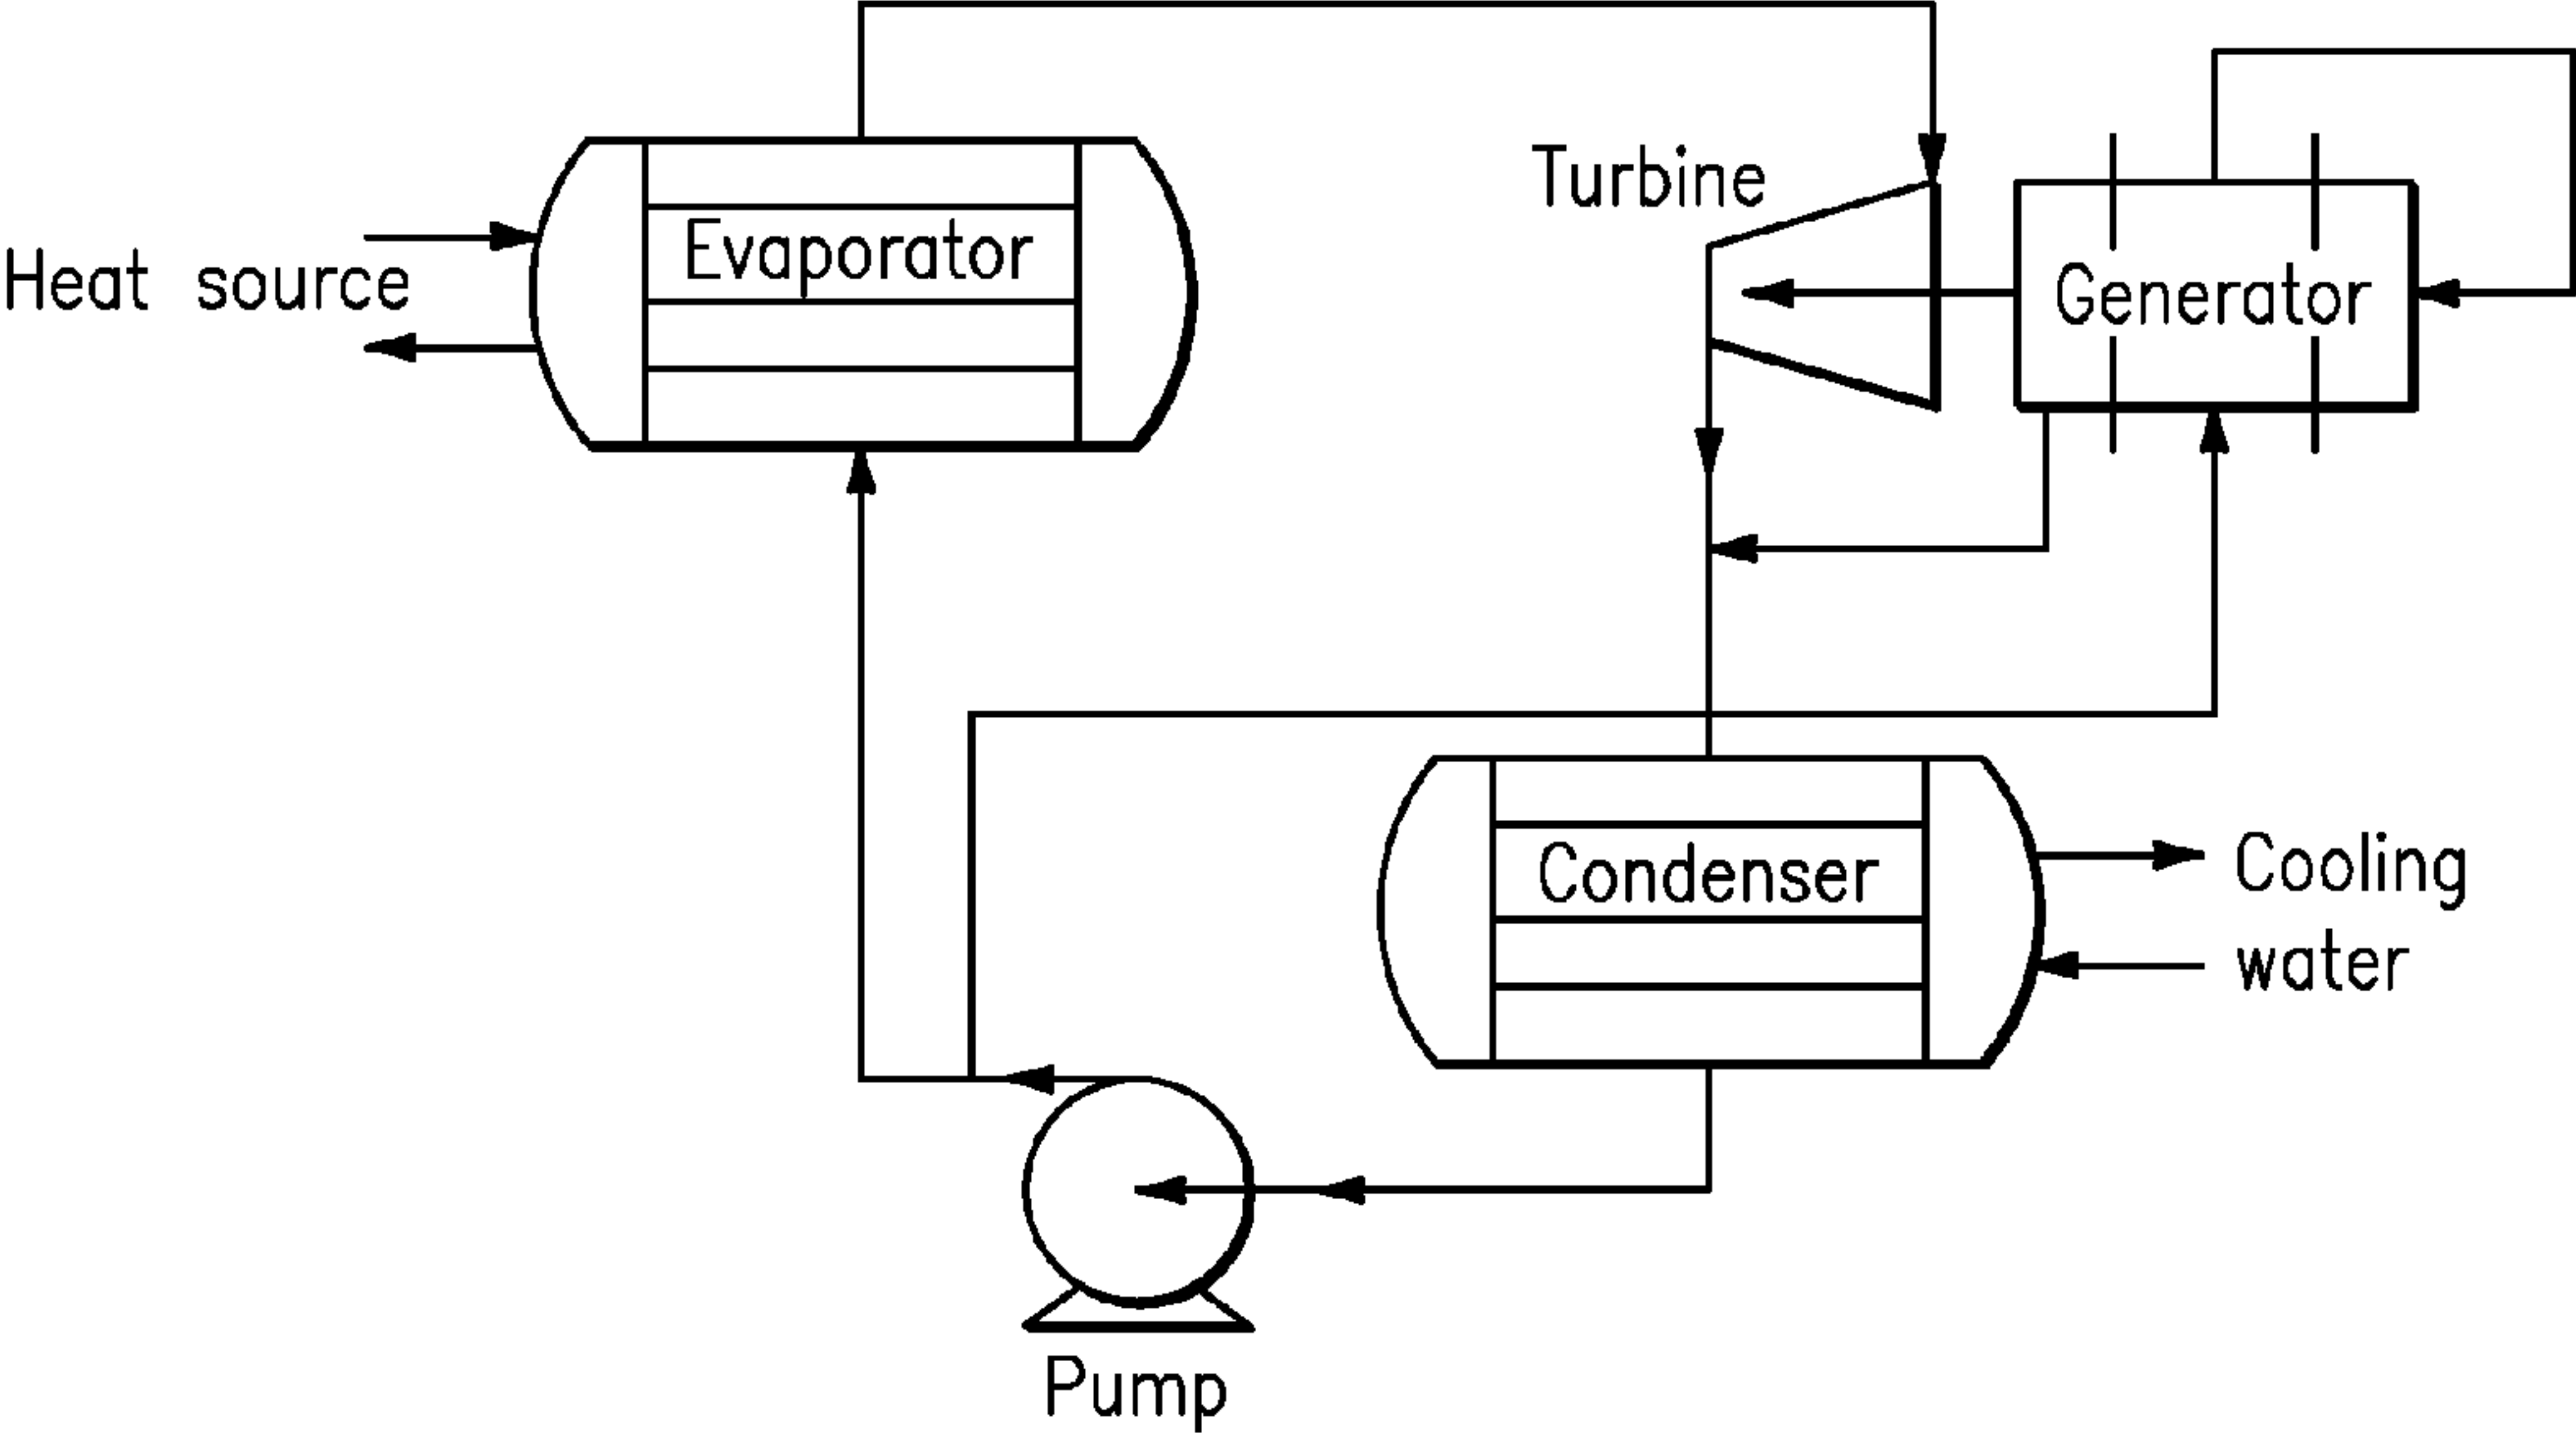 Turbine
Evaporator
Heat source
Generator
Condenser
Cooling
water
Pump